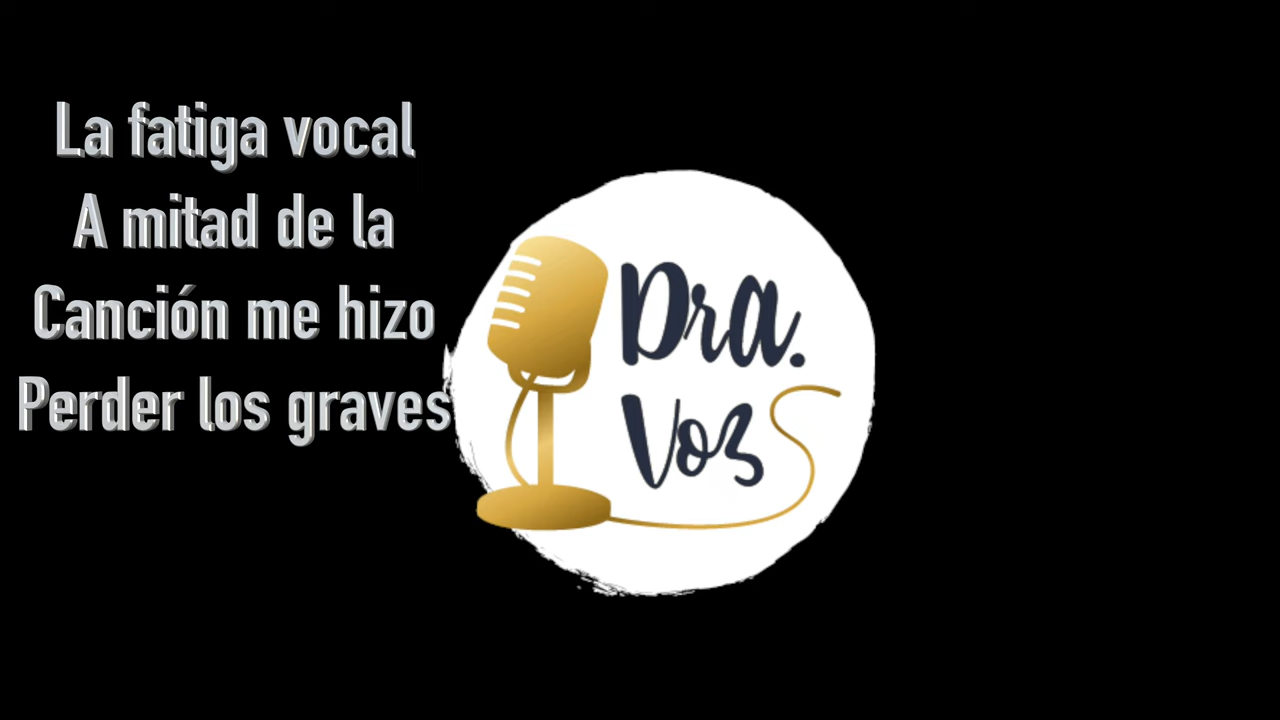 La fatiga vocal
A mitad de la
Canción me hizo
Perder los graves
Dra.
Voz